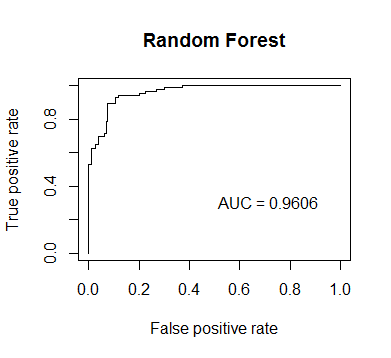 Random Forest
True positive rate
0.8
0.4
0.0
AUC = 0.9606
0.0 0.2 0.4 0.6 0.8 1.0
False positive rate